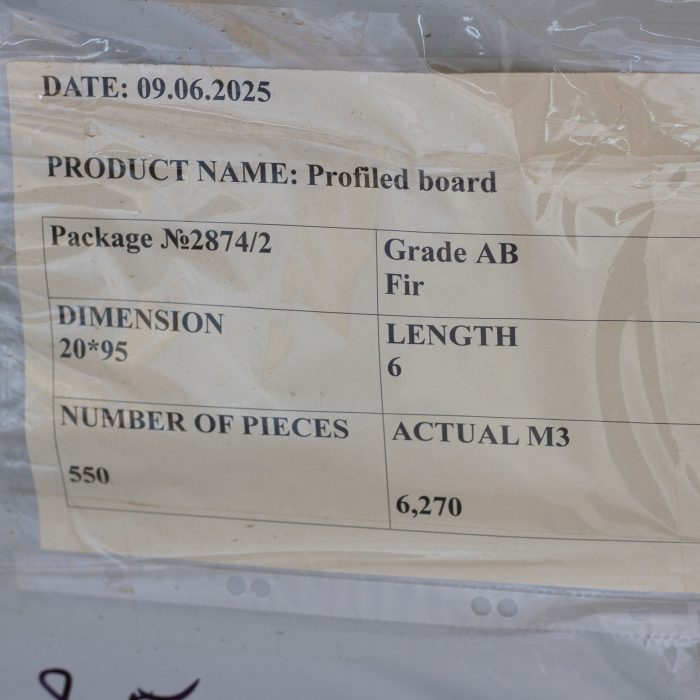 DATE: 09.06.2025
PRODUCT NAME: Profiled board
Package №2874/2
Grade AB
Fir
DIMENSION
20*95
LENGTH
6
NUMBER OF PIECES
550
ACTUAL M3
6,270